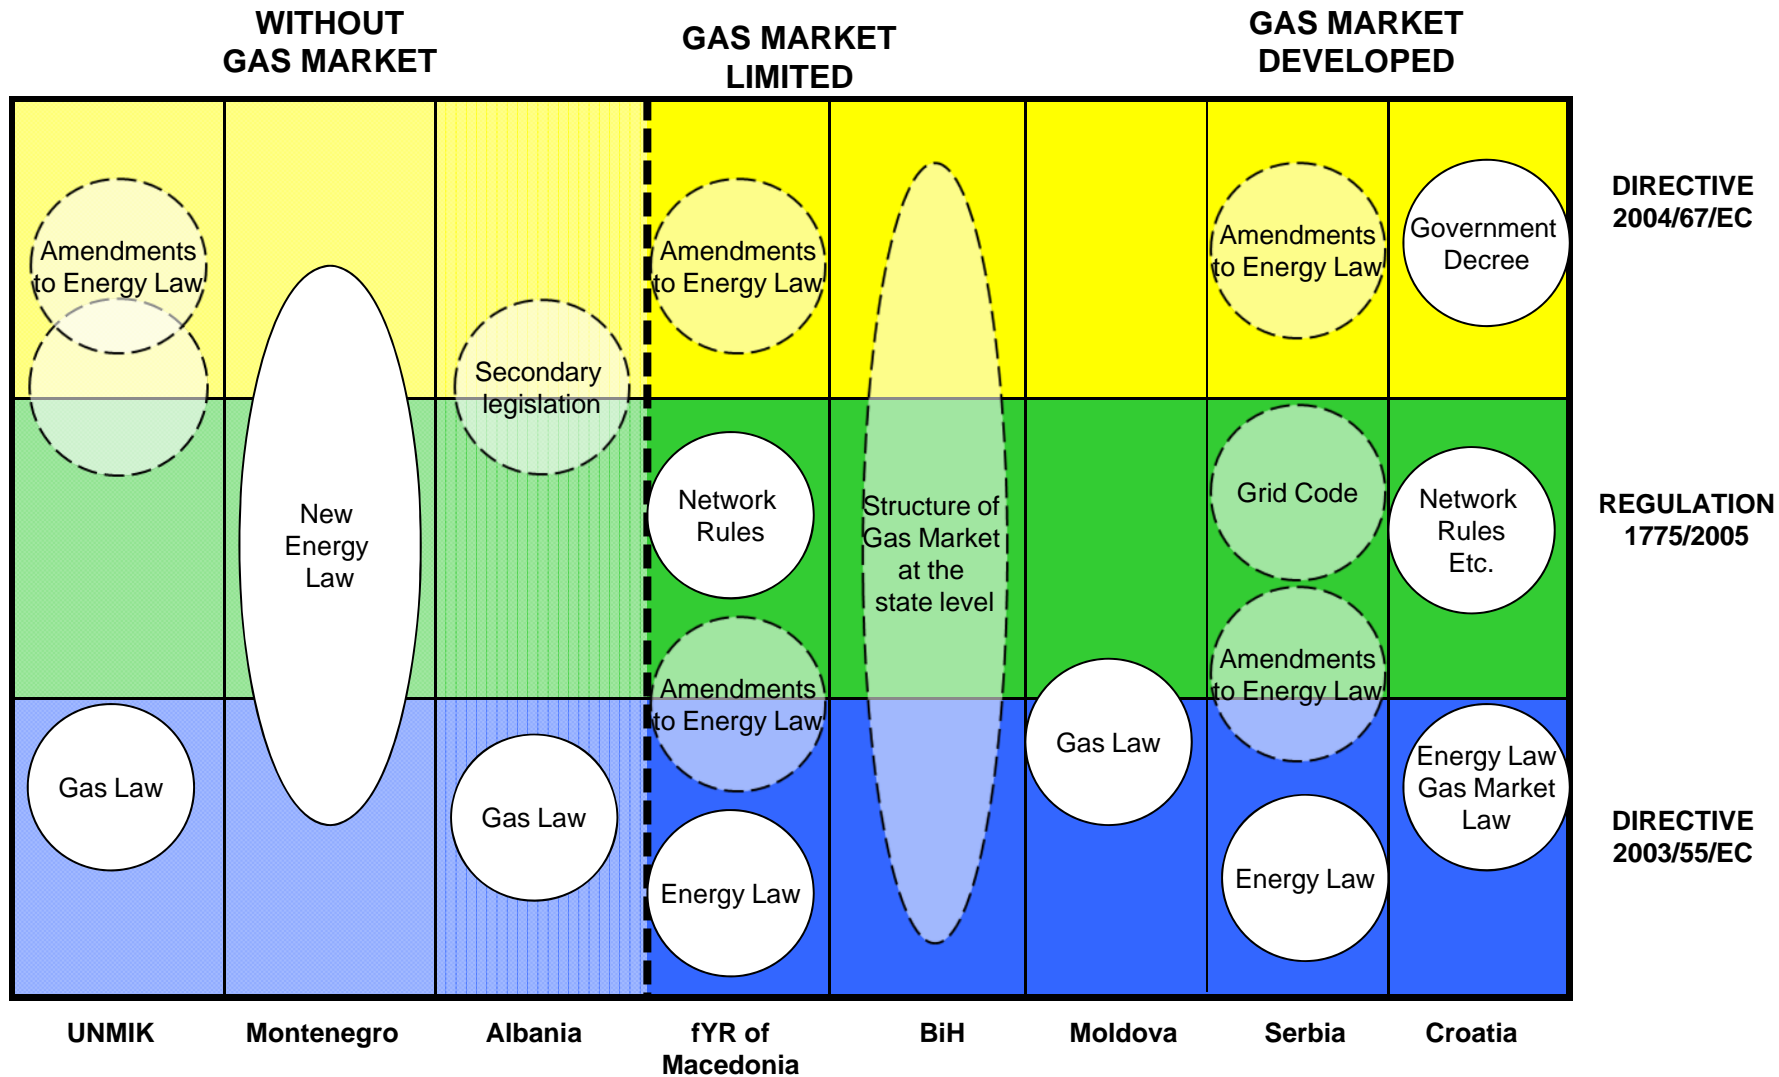 WITHOUT
GAS MARKET
GAS MARKET
LIMITED
GAS MARKET
DEVELOPED
DIRECTIVE
2004/67/EC
Amendments
to Energy Law
Amendments
to Energy Law
Amendments
to Energy Law
Government
Decree
Secondary
legislation
REGULATION
1775/2005
New
Energy
Law
Network
Rules
Structure of
Gas Market
at the
state level
Grid Code
Network
Rules
Etc.
Amendments
to Energy Law
Amendments
to Energy Law
DIRECTIVE
2003/55/EC
Gas Law
Gas Law
Energy Law
Gas Law
Energy Law
Energy Law
Gas Market
Law
UNMIK
Montenegro
Albania
fYR of
Macedonia
BiH
Moldova
Serbia
Croatia